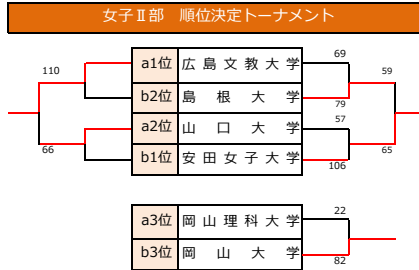 女子Ⅱ部 順位決定トーナメント
110
a1位 広島文教大学 69
59
b2位 島根大学 79
a2位 山口大学 57
66
65
b1位 安田女子大学 106
a3位 岡山理科大学 22
b3位 岡山大学 82